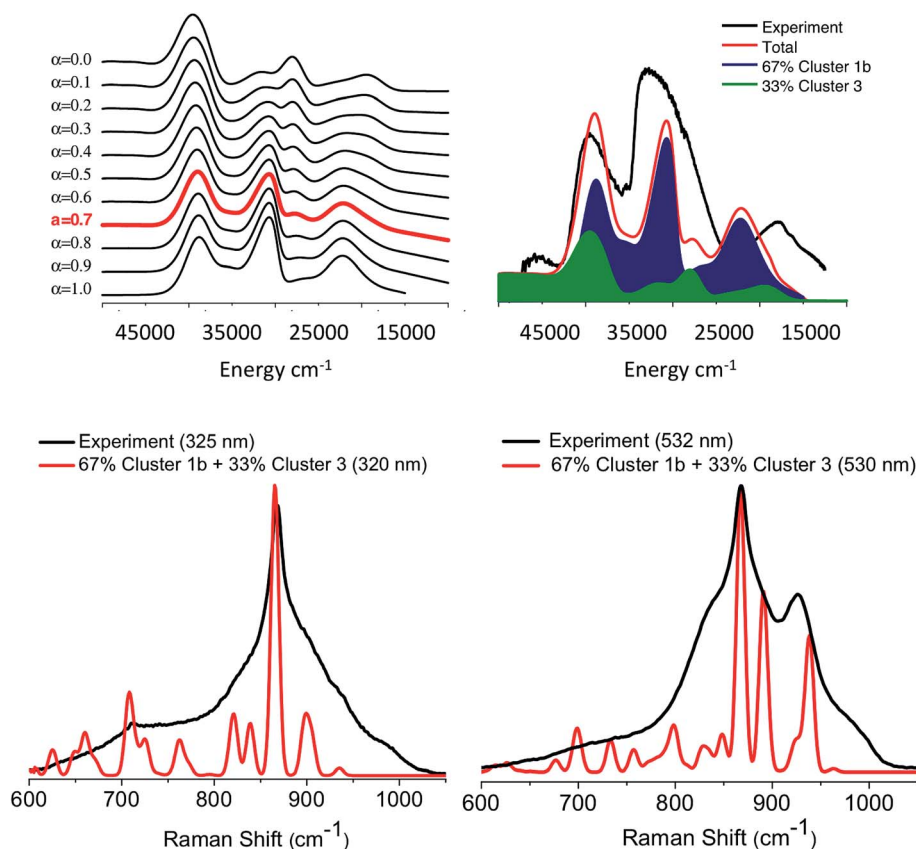 α=0.0
α=0.1
α=0.2
α=0.3
α=0.4
α=0.5
α=0.6
a=0.7
α=0.8
α=0.9
α=1.0
45000 35000 25000 15000
Energy cm⁻¹
Experiment
Total
67% Cluster 1b
33% Cluster 3
45000 35000 25000 15000
Energy cm⁻¹
Experiment (325 nm)
67% Cluster 1b + 33% Cluster 3 (320 nm)
600 700 800 900 1000
Raman Shift (cm⁻¹)
Experiment (532 nm)
67% Cluster 1b + 33% Cluster 3 (530 nm)
600 700 800 900 1000
Raman Shift (cm⁻¹)